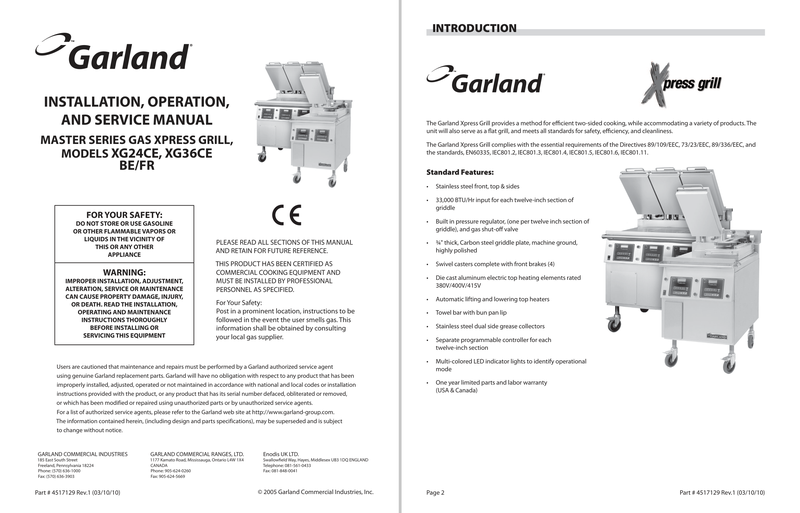 Garland
INSTALLATION, OPERATION,
AND SERVICE MANUAL
MASTER SERIES GAS XPRESS GRILL,
MODELS XG24CE, XG36CE
BE/FR
FOR YOUR SAFETY:
DO NOT STORE OR USE GASOLINE
OR OTHER FLAMMABLE VAPORS OR
LIQUIDS IN THE VICINITY OF
THIS OR ANY OTHER
APPLIANCE
WARNING:
IMPROPER INSTALLATION, ADJUSTMENT,
ALTERATION, SERVICE OR MAINTENANCE
CAN CAUSE PROPERTY DAMAGE, INJURY,
OR DEATH. READ THE INSTALLATION,
OPERATING AND MAINTENANCE
INSTRUCTIONS THOROUGHLY
BEFORE INSTALLING OR
SERVICING THIS EQUIPMENT
CE
PLEASE READ ALL SECTIONS OF THIS MANUAL
AND RETAIN FOR FUTURE REFERENCE.
THIS PRODUCT HAS BEEN CERTIFIED AS
COMMERCIAL COOKING EQUIPMENT AND
MUST BE INSTALLED BY PROFESSIONAL
PERSONNEL AS SPECIFIED.
For Your Safety:
Post in a prominent location, instructions to be
followed in the event the user smells gas. This
information shall be obtained by consulting
your local gas supplier.
Users are cautioned that maintenance and repairs must be performed by a Garland authorized service agent
using genuine Garland replacement parts. Garland will have no obligation with respect to any product that has been
improperly installed, adjusted, operated or not maintained in accordance with national and local codes or installation
instructions provided with the product, or any product that has its serial number defaced, obliterated or removed,
or which has been modified or repaired using unauthorized parts or by unauthorized service agents.
For a list of authorized service agents, please refer to the Garland web site at http://www.garland-group.com.
The information contained herein, (including design and parts specifications), may be superseded and is subject
to change without notice.
GARLAND COMMERCIAL INDUSTRIES
185 East South Street
Freeland, Pennsylvania 18224
Phone: (570) 636-1000
Fax: (570) 636-3903
GARLAND COMMERCIAL RANGES, LTD.
1177 Kamato Road, Mississauga, Ontario L4W 1X4
CANADA
Phone: 905-624-0260
Fax: 905-624-5669
Enodis UK LTD.
Swallowfield Way, Hayes, Middlesex UB3 1DQ ENGLAND
Telephone: 081-561-0433
Fax: 081-848-0041
Part # 4517129 Rev.1 (03/10/10)
© 2005 Garland Commercial Industries, Inc.
INTRODUCTION
Garland
Xpress grill
The Garland Xpress Grill provides a method for efficient two-sided cooking, while accommodating a variety of products. The
unit will also serve as a flat grill, and meets all standards for safety, efficiency, and cleanliness.
The Garland Xpress Grill complies with the essential requirements of the Directives 89/109/EEC, 73/23/EEC, 89/336/EEC, and
the standards, EN60335, IEC801.2, IEC801.3, IEC801.4, IEC801.5, IEC801.6, IEC801.11.
Standard Features:
• Stainless steel front, top & sides
• 33,000 BTU/Hr input for each twelve-inch section of
griddle
• Built in pressure regulator, (one per twelve inch section of
griddle), and gas shut-off valve
• ¾" thick, Carbon steel griddle plate, machine ground,
highly polished
• Swivel casters complete with front brakes (4)
• Die cast aluminum electric top heating elements rated
380V/400V/415V
• Automatic lifting and lowering top heaters
• Towel bar with bun pan lip
• Stainless steel dual side grease collectors
• Separate programmable controller for each
twelve-inch section
• Multi-colored LED indicator lights to identify operational
mode
• One year limited parts and labor warranty
(USA & Canada)
Page 2
Part # 4517129 Rev.1 (03/10/10)